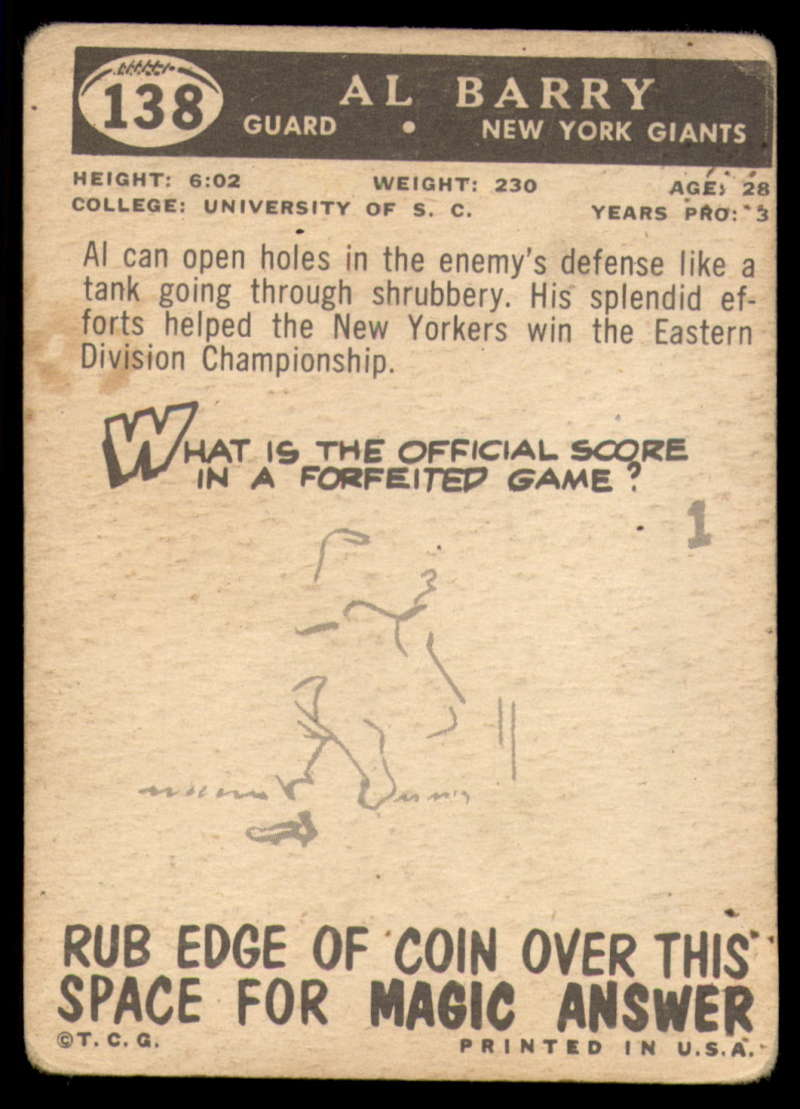 138
AL BARRY
GUARD • NEW YORK GIANTS
HEIGHT: 6:02 WEIGHT: 230 AGE: 28
COLLEGE: UNIVERSITY OF S. C. YEARS PRO: 3
Al can open holes in the enemy's defense like a
tank going through shrubbery. His splendid ef-
forts helped the New Yorkers win the Eastern
Division Championship.
WHAT IS THE OFFICIAL SCORE
IN A FORFEITED GAME?
1
RUB EDGE OF COIN OVER THIS
SPACE FOR MAGIC ANSWER
©T. C. G. PRINTED IN U.S.A.